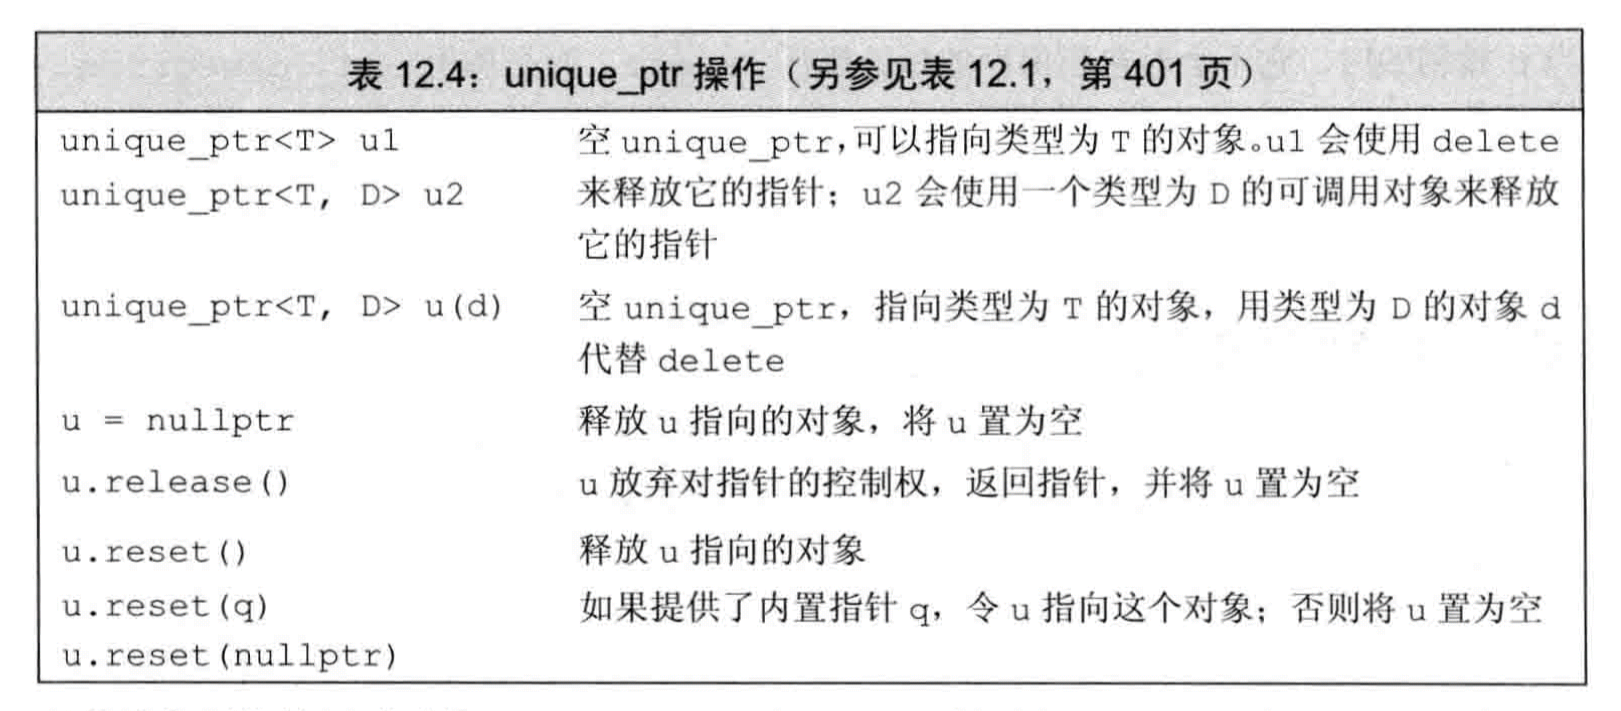 表 12.4：unique_ptr 操作（另参见表 12.1，第 401 页）
unique_ptr<T> u1 空 unique_ptr，可以指向类型为 T 的对象。u1 会使用 delete
unique_ptr<T, D> u2 来释放它的指针；u2 会使用一个类型为 D 的可调用对象来释放
它的指针
unique_ptr<T, D> u(d) 空 unique_ptr，指向类型为 T 的对象，用类型为 D 的对象 d
代替 delete
u = nullptr 释放 u 指向的对象，将 u 置为空
u.release() u 放弃对指针的控制权，返回指针，并将 u 置为空
u.reset() 释放 u 指向的对象
u.reset(q) 如果提供了内置指针 q，令 u 指向这个对象；否则将 u 置为空
u.reset(nullptr)